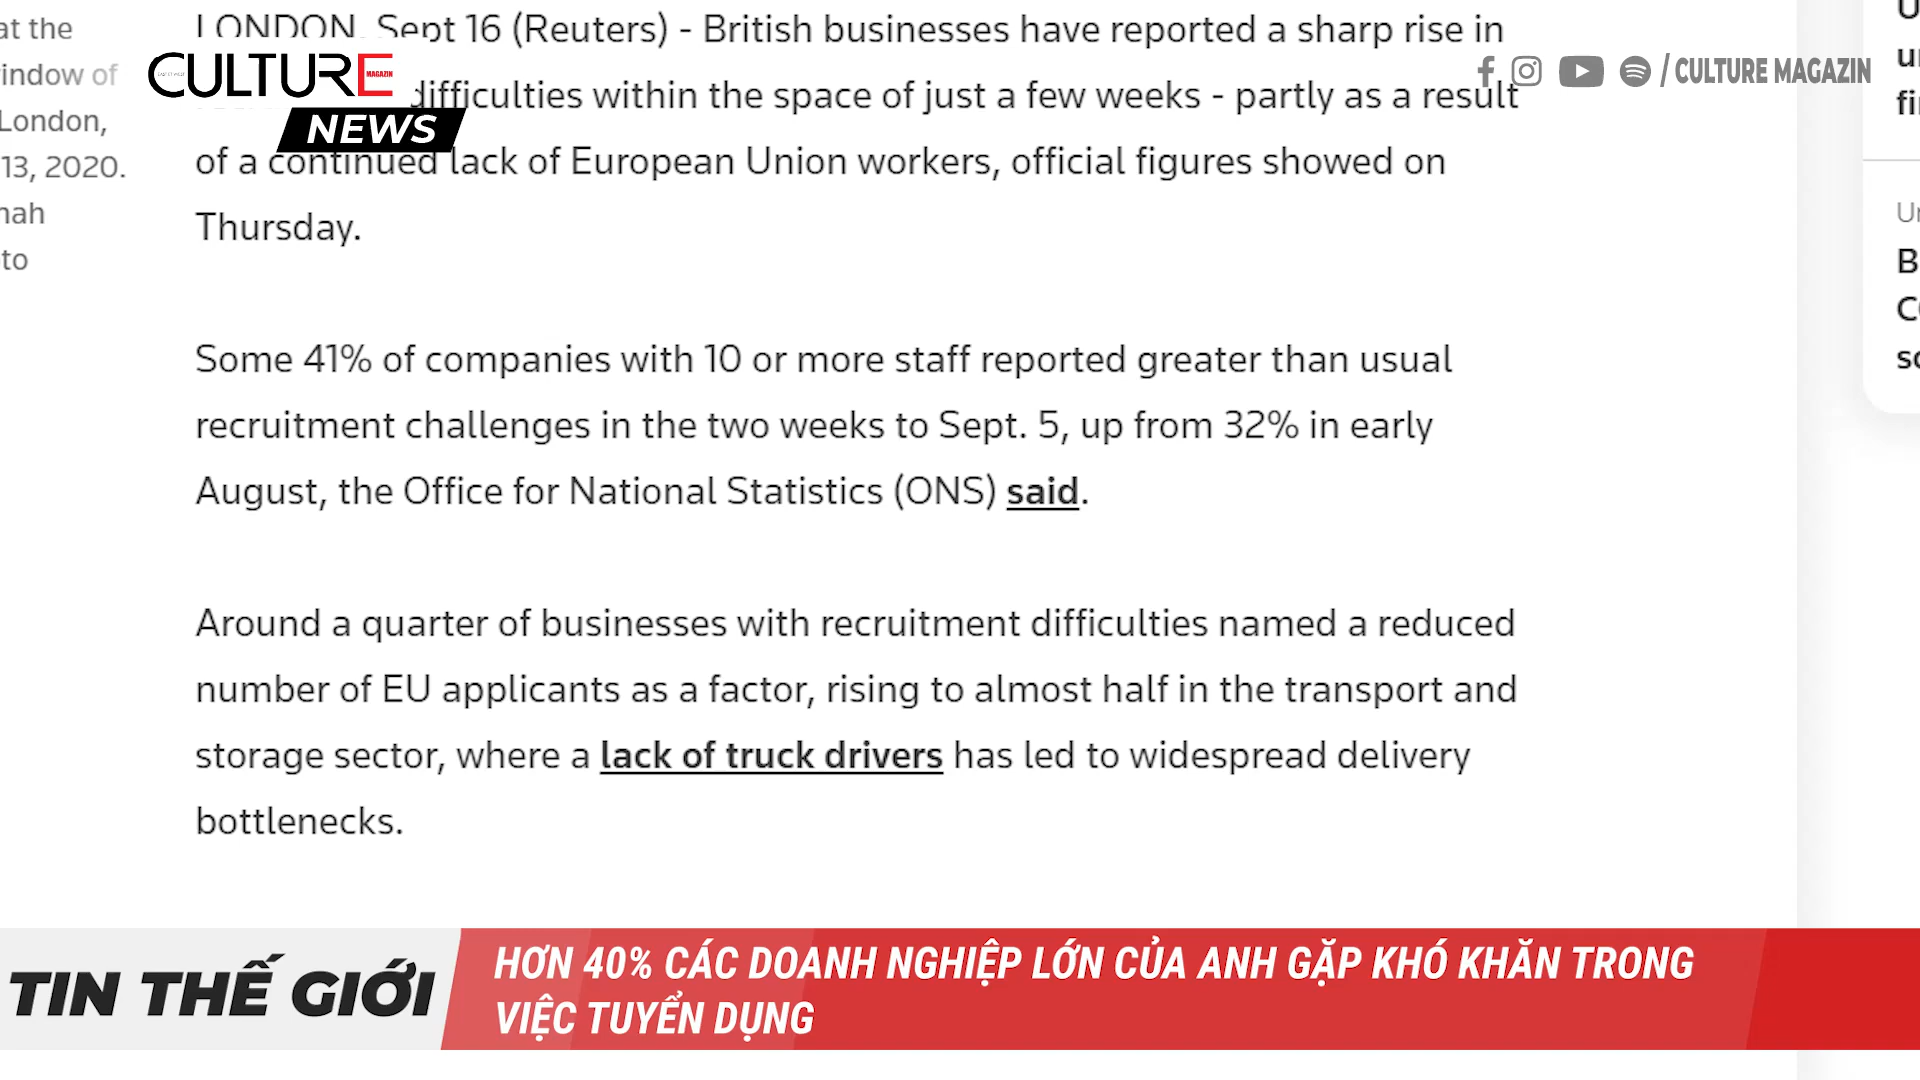 at the
indow of
London,
13, 2020.
nah
to
LONDON, Sept 16 (Reuters) - British businesses have reported a sharp rise in
difficulties within the space of just a few weeks - partly as a result
of a continued lack of European Union workers, official figures showed on
Thursday.
Some 41% of companies with 10 or more staff reported greater than usual
recruitment challenges in the two weeks to Sept. 5, up from 32% in early
August, the Office for National Statistics (ONS) said.
Around a quarter of businesses with recruitment difficulties named a reduced
number of EU applicants as a factor, rising to almost half in the transport and
storage sector, where a lack of truck drivers has led to widespread delivery
bottlenecks.
CULTURE
MAGAZIN
NEWS
/ CULTURE MAGAZIN
TIN THẾ GIỚI
HƠN 40% CÁC DOANH NGHIỆP LỚN CỦA ANH GẶP KHÓ KHĂN TRONG
VIỆC TUYỂN DỤNG